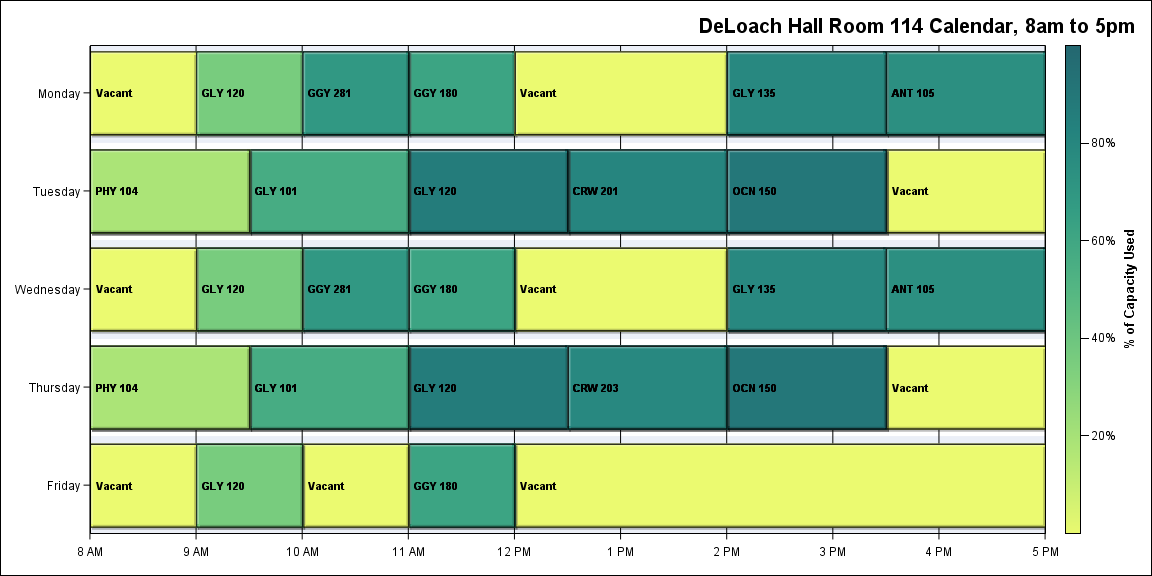 DeLoach Hall Room 114 Calendar, 8am to 5pm
Monday
Vacant
GLY 120
GGY 281
GGY 180
Vacant
GLY 135
ANT 105
Tuesday
PHY 104
GLY 101
GLY 120
CRW 201
OCN 150
Vacant
Wednesday
Vacant
GLY 120
GGY 281
GGY 180
Vacant
GLY 135
ANT 105
Thursday
PHY 104
GLY 101
GLY 120
CRW 203
OCN 150
Vacant
Friday
Vacant
GLY 120
Vacant
GGY 180
Vacant
8 AM
9 AM
10 AM
11 AM
12 PM
1 PM
2 PM
3 PM
4 PM
5 PM
80%
60%
40%
20%
% of Capacity Used